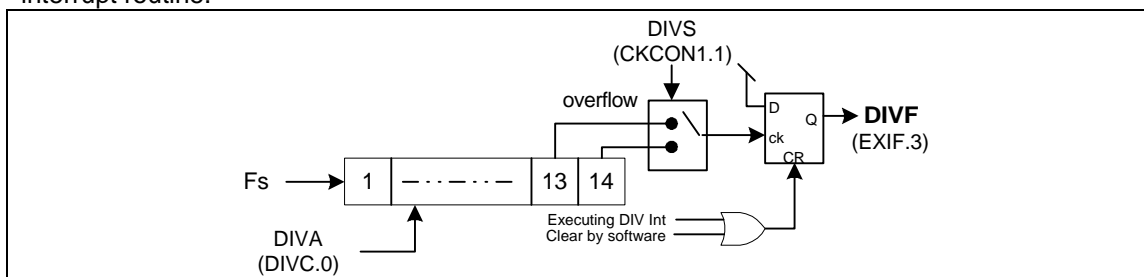 interrupt routine.
DIVS
(CKCON1.1)
overflow
D
Q
DIVF
ck
(EXIF.3)
CR
Fs
1
13
14
Executing DIV Int
Clear by software
DIVA
(DIVC.0)